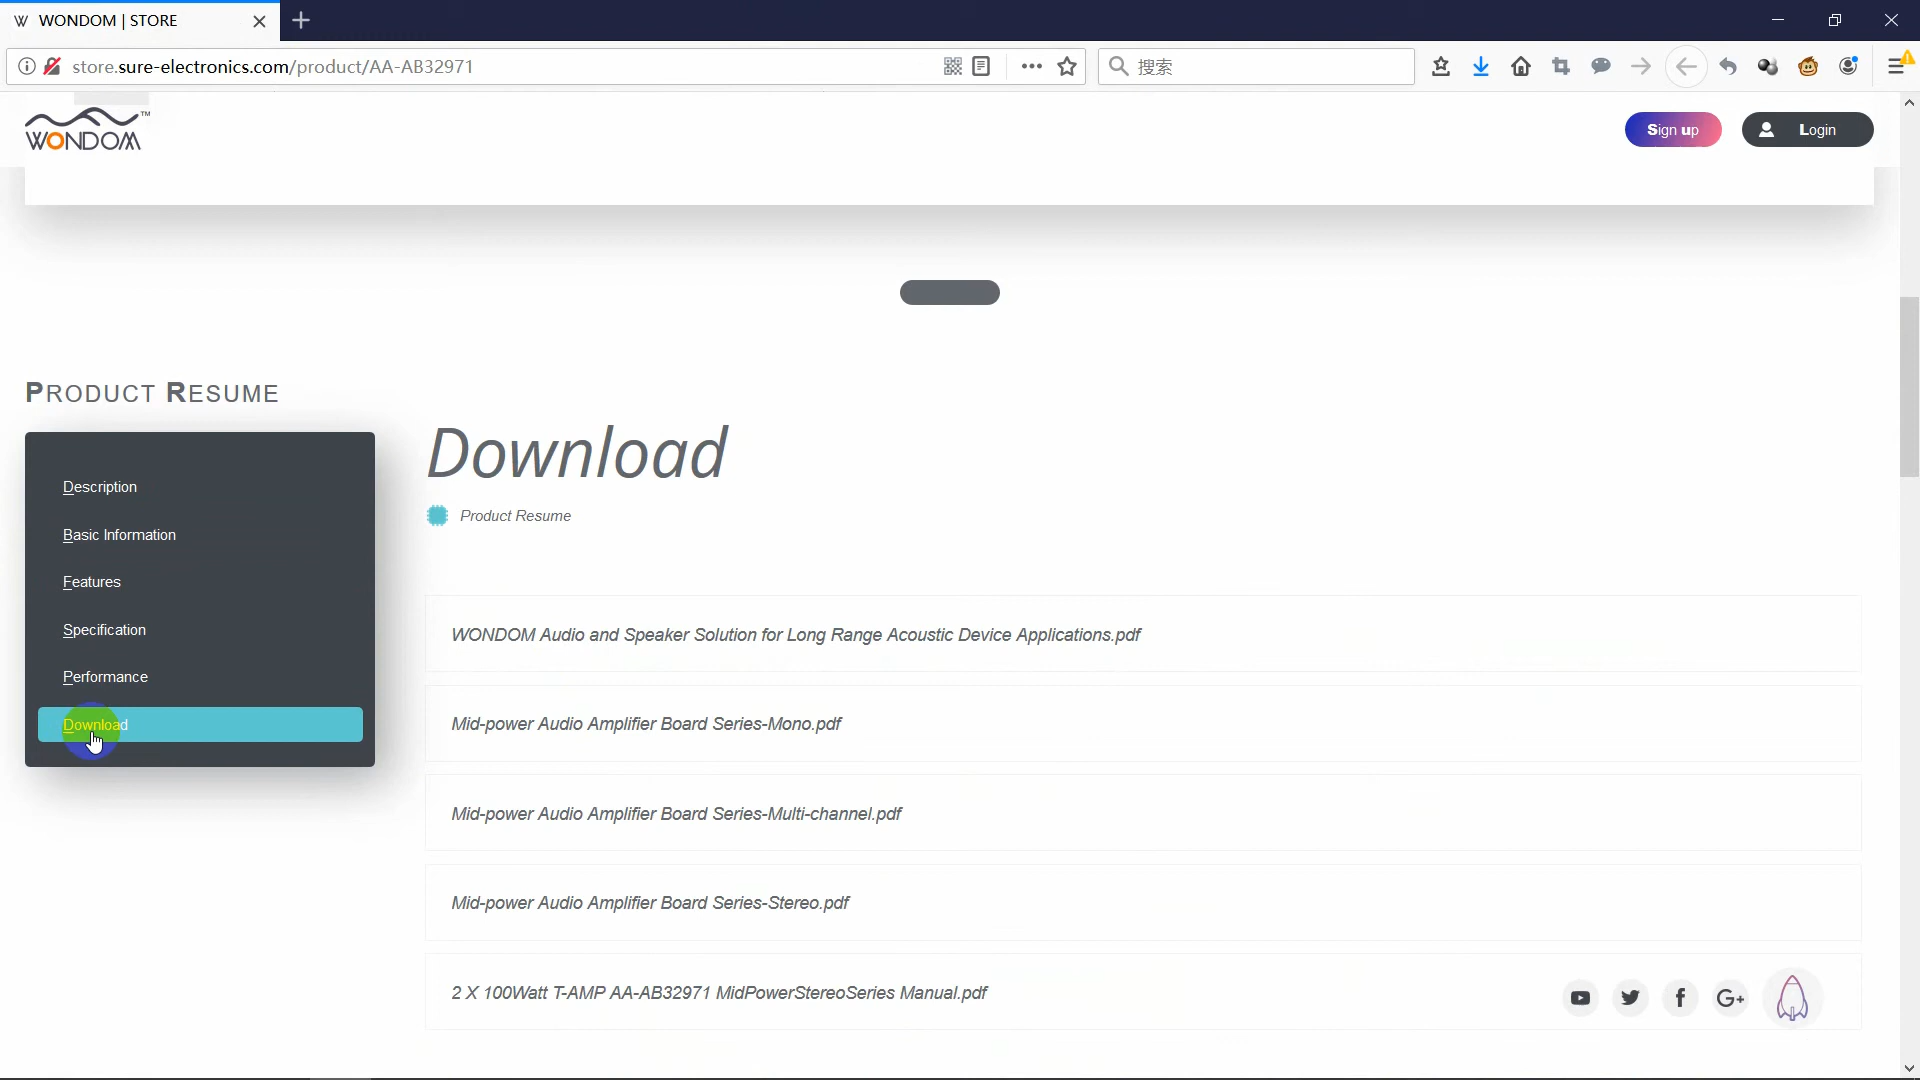 WONDOM | STORE
store.sure-electronics.com/product/AA-AB32971
搜索
WONDOM™
Sign up
Login
PRODUCT RESUME
Description
Basic Information
Features
Specification
Performance
Download
Download
Product Resume
WONDOM Audio and Speaker Solution for Long Range Acoustic Device Applications.pdf
Mid-power Audio Amplifier Board Series-Mono.pdf
Mid-power Audio Amplifier Board Series-Multi-channel.pdf
Mid-power Audio Amplifier Board Series-Stereo.pdf
2 X 100Watt T-AMP AA-AB32971 MidPowerStereoSeries Manual.pdf